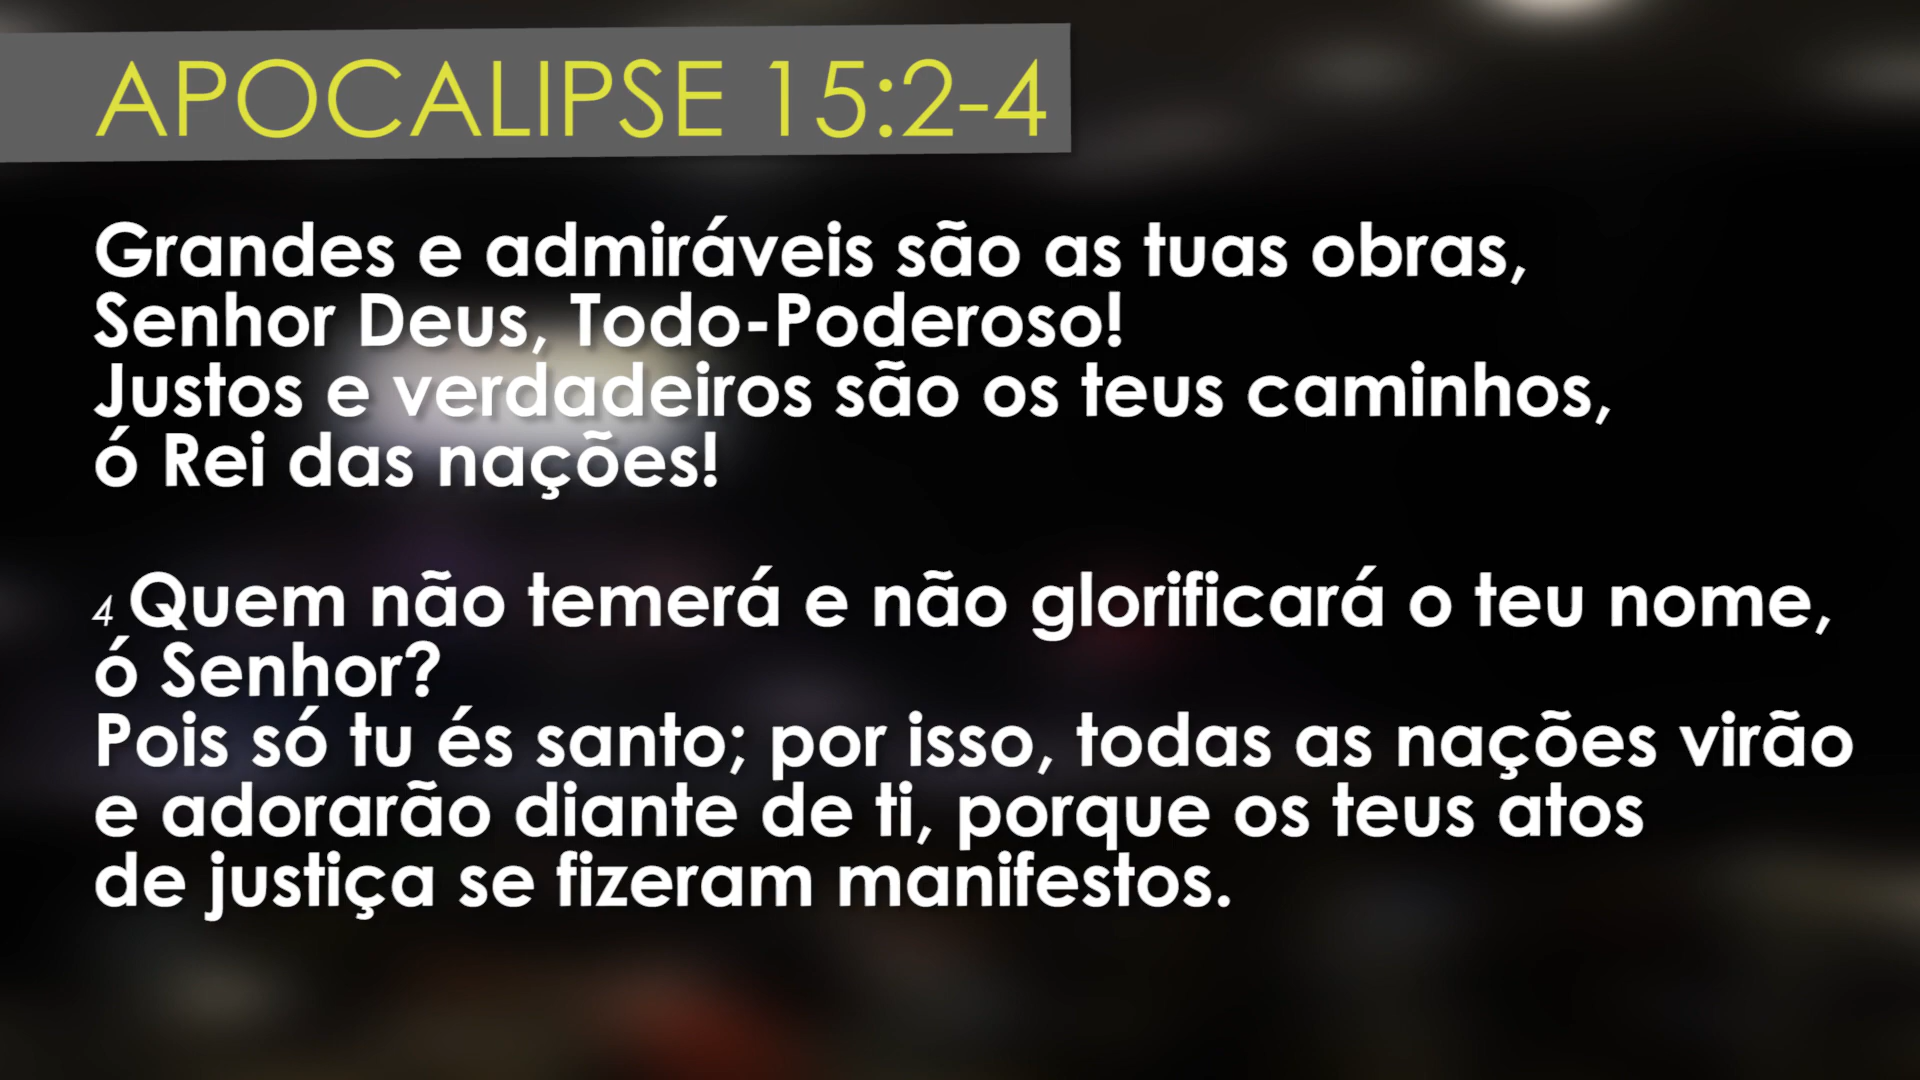 APOCALIPSE 15:2-4
Grandes e admiráveis são as tuas obras,
Senhor Deus, Todo-Poderoso!
Justos e verdadeiros são os teus caminhos,
ó Rei das nações!
4 Quem não temerá e não glorificará o teu nome,
ó Senhor?
Pois só tu és santo; por isso, todas as nações virão
e adorarão diante de ti, porque os teus atos
de justiça se fizeram manifestos.